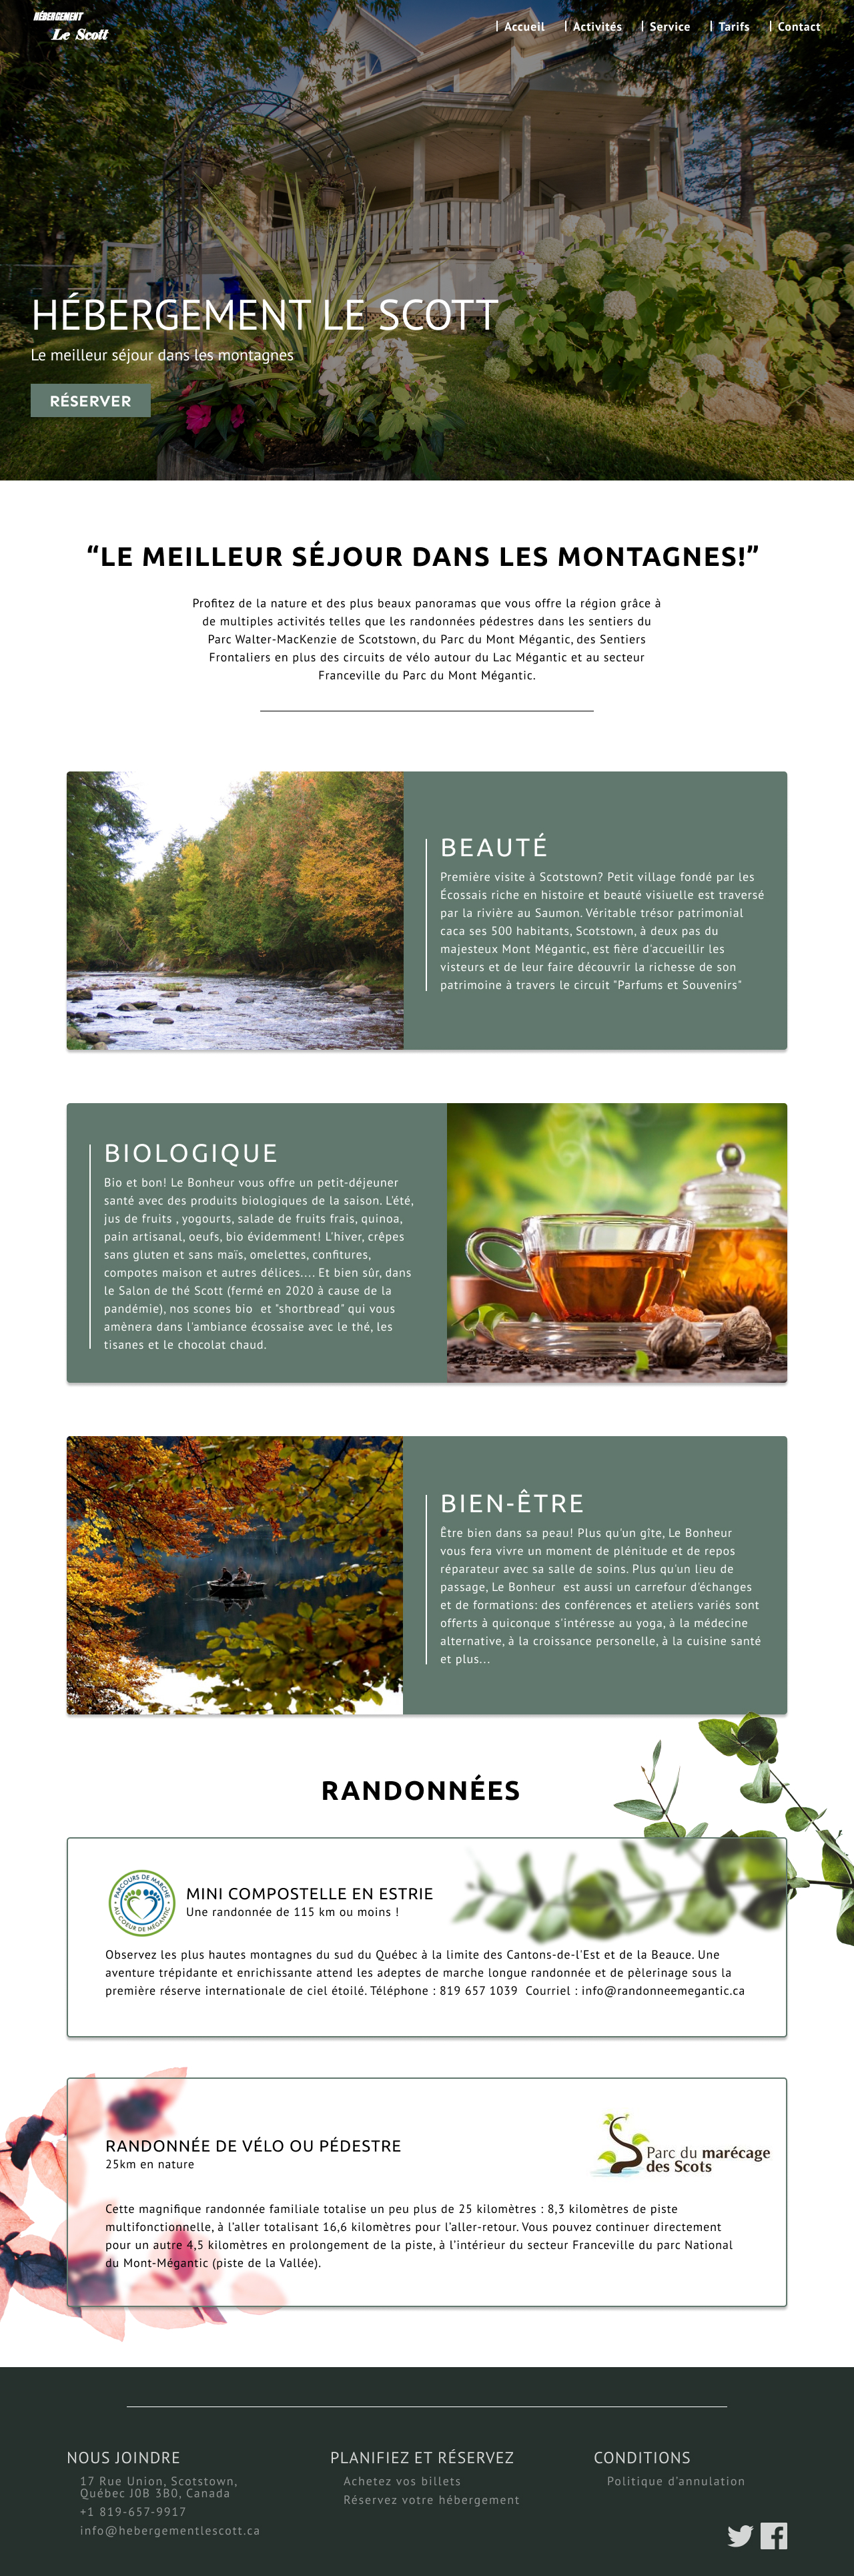 HÉBERGEMENT
Le Scott
| Accueil | Activités | Service | Tarifs | Contact
HÉBERGEMENT LE SCOTT
Le meilleur séjour dans les montagnes
RÉSERVER
“LE MEILLEUR SÉJOUR DANS LES MONTAGNES!”
Profitez de la nature et des plus beaux panoramas que vous offre la région grâce à
de multiples activités telles que les randonnées pédestres dans les sentiers du
Parc Walter-MacKenzie de Scotstown, du Parc du Mont Mégantic, des Sentiers
Frontaliers en plus des circuits de vélo autour du Lac Mégantic et au secteur
Franceville du Parc du Mont Mégantic.
BEAUTÉ
Première visite à Scotstown? Petit village fondé par les
Écossais riche en histoire et beauté visiuelle est traversé
par la rivière au Saumon. Véritable trésor patrimonial
caca ses 500 habitants, Scotstown, à deux pas du
majesteux Mont Mégantic, est fière d'accueillir les
visteurs et de leur faire découvrir la richesse de son
patrimoine à travers le circuit "Parfums et Souvenirs"
BIOLOGIQUE
Bio et bon! Le Bonheur vous offre un petit-déjeuner
santé avec des produits biologiques de la saison. L'été,
jus de fruits , yogourts, salade de fruits frais, quinoa,
pain artisanal, oeufs, bio évidemment! L'hiver, crêpes
sans gluten et sans maïs, omelettes, confitures,
compotes maison et autres délices.... Et bien sûr, dans
le Salon de thé Scott (fermé en 2020 à cause de la
pandémie), nos scones bio et "shortbread" qui vous
amènera dans l'ambiance écossaise avec le thé, les
tisanes et le chocolat chaud.
BIEN-ÊTRE
Être bien dans sa peau! Plus qu'un gîte, Le Bonheur
vous fera vivre un moment de plénitude et de repos
réparateur avec sa salle de soins. Plus qu'un lieu de
passage, Le Bonheur est aussi un carrefour d'échanges
et de formations: des conférences et ateliers variés sont
offerts à quiconque s'intéresse au yoga, à la médecine
alternative, à la croissance personelle, à la cuisine santé
et plus...
RANDONNÉES
PARCOURS DE MARCHE
AU COEUR DE MÉGANTIC
MINI COMPOSTELLE EN ESTRIE
Une randonnée de 115 km ou moins !
Observez les plus hautes montagnes du sud du Québec à la limite des Cantons-de-l'Est et de la Beauce. Une
aventure trépidante et enrichissante attend les adeptes de marche longue randonnée et de pèlerinage sous la
première réserve internationale de ciel étoilé. Téléphone : 819 657 1039 Courriel : info@randonneemegantic.ca
RANDONNÉE DE VÉLO OU PÉDESTRE
25km en nature
Parc du marécage
des Scots
Cette magnifique randonnée familiale totalise un peu plus de 25 kilomètres : 8,3 kilomètres de piste
multifonctionnelle, à l'aller totalisant 16,6 kilomètres pour l'aller-retour. Vous pouvez continuer directement
pour un autre 4,5 kilomètres en prolongement de la piste, à l'intérieur du secteur Franceville du parc National
du Mont-Mégantic (piste de la Vallée).
NOUS JOINDRE
17 Rue Union, Scotstown,
Québec J0B 3B0, Canada
+1 819-657-9917
info@hebergementlescott.ca
PLANIFIEZ ET RÉSERVEZ
Achetez vos billets
Réservez votre hébergement
CONDITIONS
Politique d'annulation